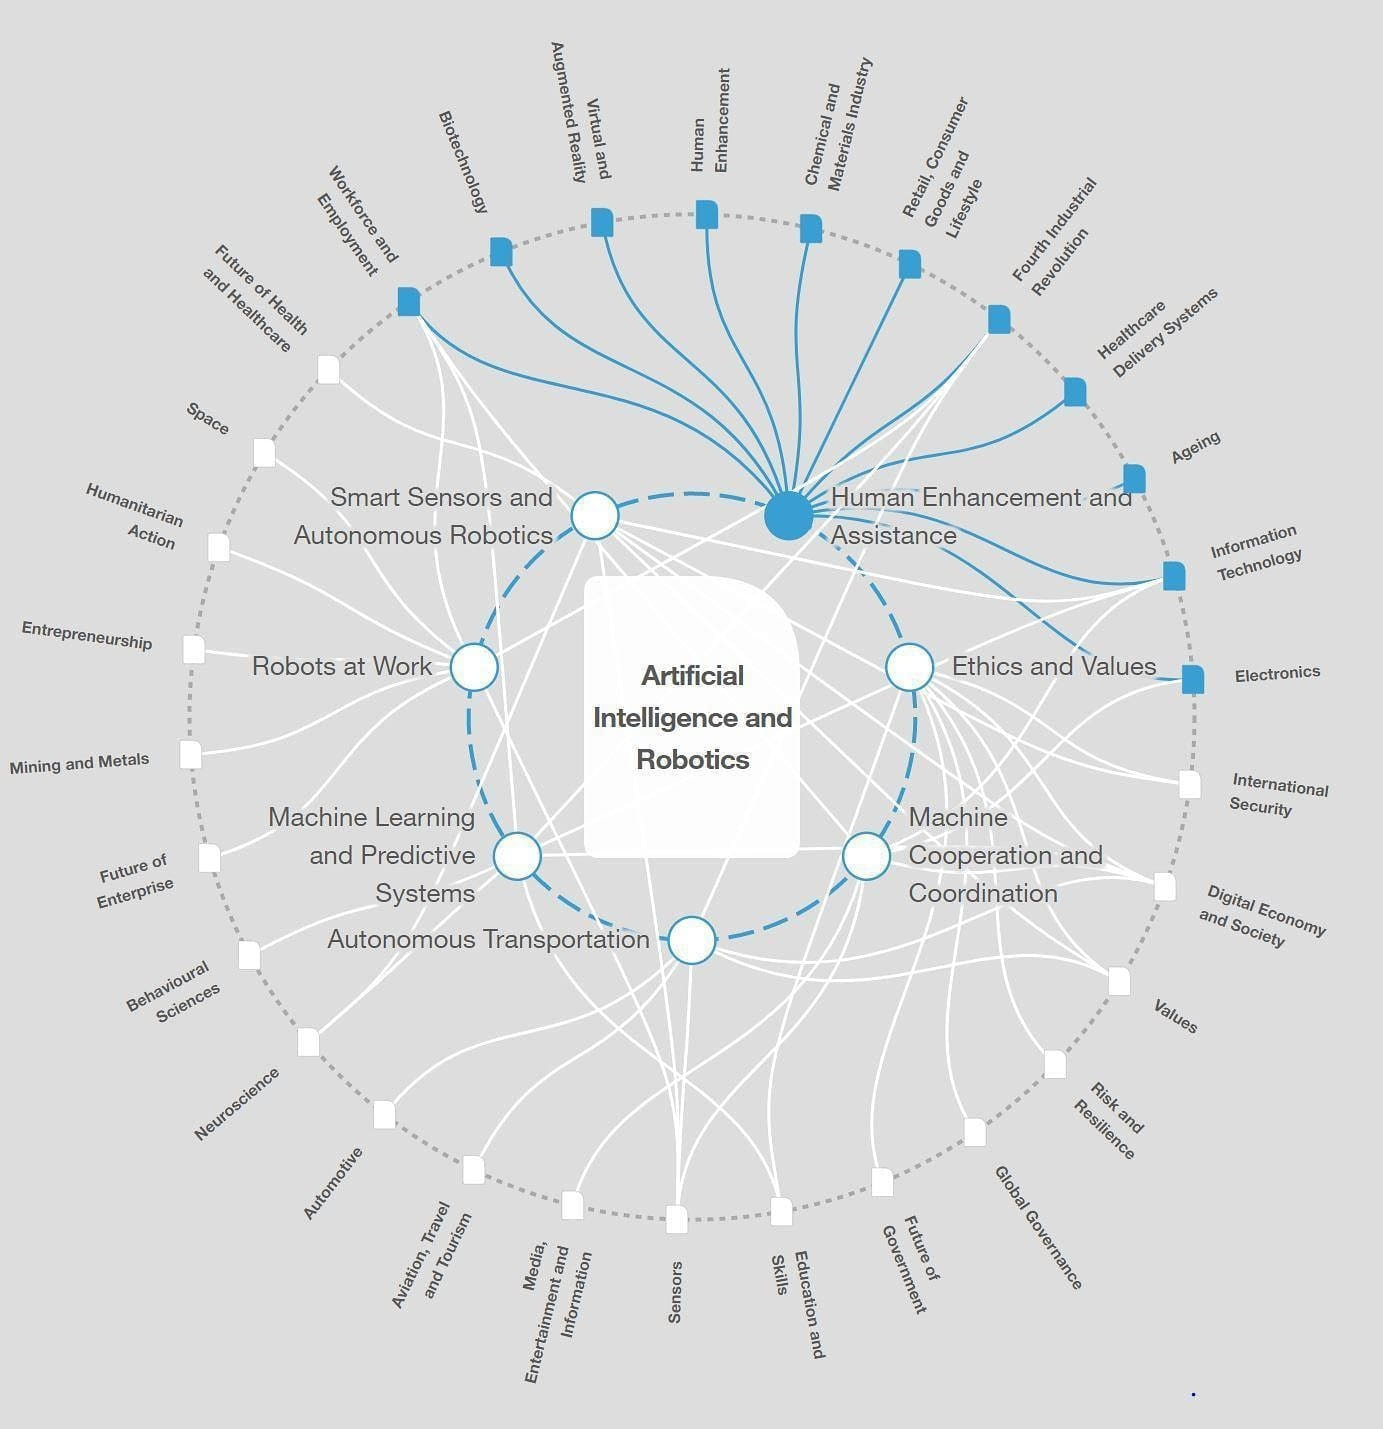 Artificial
Intelligence and
Robotics
Human Enhancement and
Assistance
Ethics and Values
Machine
Cooperation and
Coordination
Autonomous Transportation
Machine Learning
and Predictive
Systems
Robots at Work
Smart Sensors and
Autonomous Robotics
Human
Enhancement
Chemical and
Materials Industry
Retail, Consumer
Goods and
Lifestyle
Fourth Industrial
Revolution
Healthcare
Delivery Systems
Ageing
Information
Technology
Electronics
International
Security
Digital Economy
and Society
Values
Risk and
Resilience
Global Governance
Future of
Government
Education and
Skills
Sensors
Media,
Entertainment and
Information
Aviation, Travel
and Tourism
Automotive
Neuroscience
Behavioural
Sciences
Future of
Enterprise
Mining and Metals
Entrepreneurship
Humanitarian
Action
Space
Future of Health
and Healthcare
Workforce and
Employment
Biotechnology
Virtual and
Augmented Reality